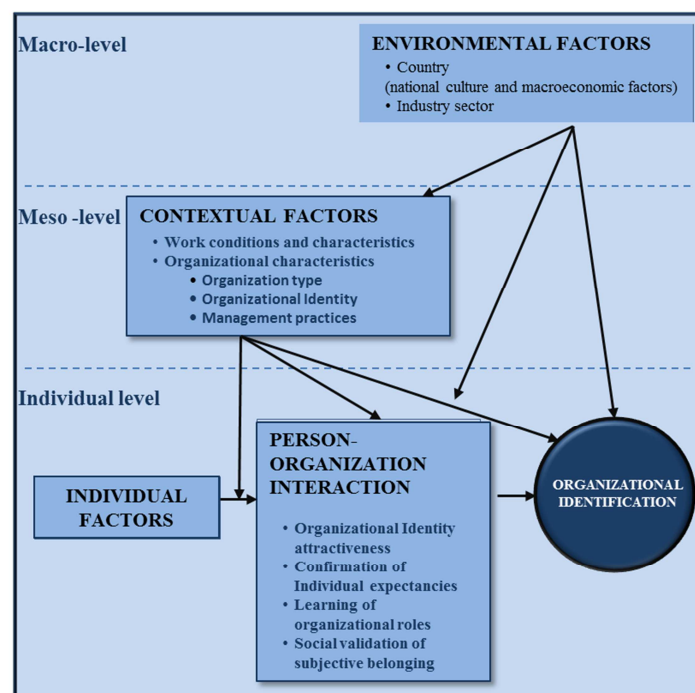 Macro-level
ENVIRONMENTAL FACTORS
• Country
(national culture and macroeconomic factors)
• Industry sector
Meso -level
CONTEXTUAL FACTORS
• Work conditions and characteristics
• Organizational characteristics
• Organization type
• Organizational Identity
• Management practices
Individual level
INDIVIDUAL
FACTORS
PERSON-
ORGANIZATION
INTERACTION
• Organizational Identity
attractiveness
• Confirmation of
Individual expectancies
• Learning of
organizational roles
• Social validation of
subjective belonging
ORGANIZATIONAL
IDENTIFICATION